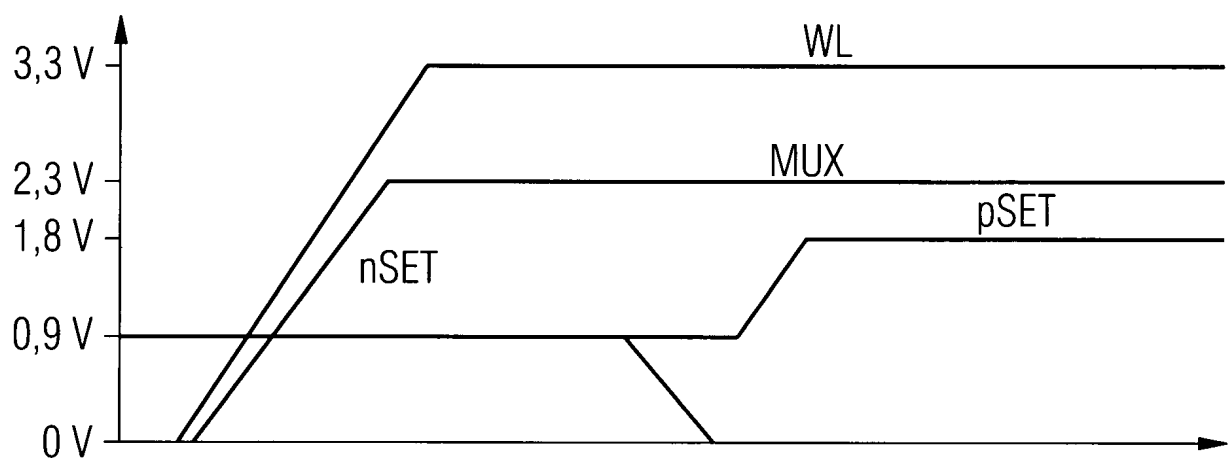 3,3 V
WL
2,3 V
MUX
1,8 V
pSET
nSET
0,9 V
0 V